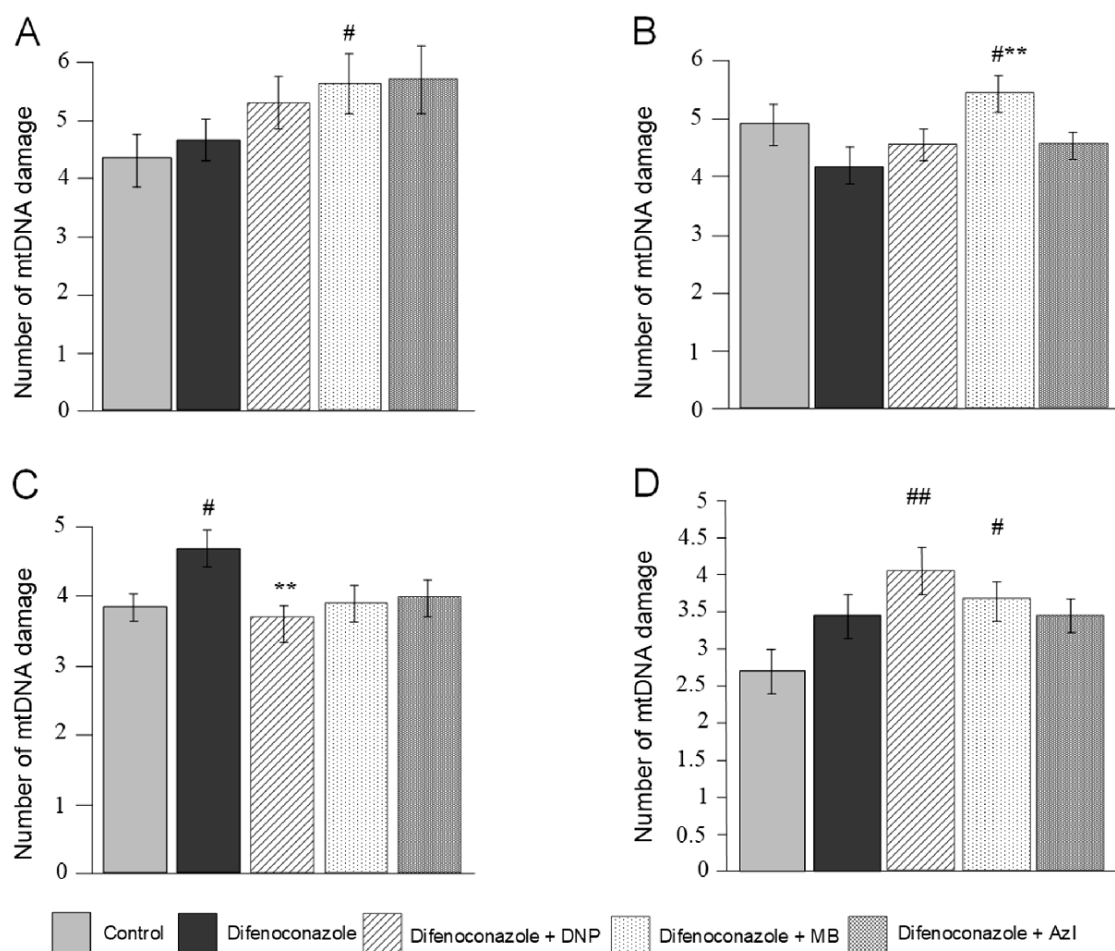 A
Number of mtDNA damage
6
5
4
3
2
1
0
#
B
Number of mtDNA damage
6
5
4
3
2
1
0
#**
C
Number of mtDNA damage
5
4
3
2
1
0
#
**
D
Number of mtDNA damage
5
4.5
4
3.5
3
2.5
2
1.5
1
0.5
0
##
#
Control
Difenoconazole
Difenoconazole + DNP
Difenoconazole + MB
Difenoconazole + AzI